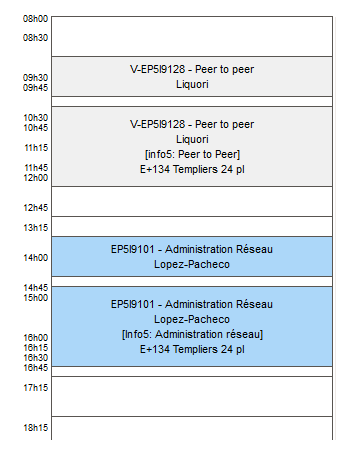 08h00
08h30
V-EP5I9128 - Peer to peer
09h30
Liquori
09h45
10h30
V-EP5I9128 - Peer to peer
10h45
Liquori
11h15
[info5: Peer to Peer]
11h45
E+134 Templiers 24 pl
12h00
12h45
13h15
EP5I9101 - Administration Réseau
14h00
Lopez-Pacheco
14h45
15h00
EP5I9101 - Administration Réseau
Lopez-Pacheco
[Info5: Administration réseau]
16h00
16h15
E+134 Templiers 24 pl
16h30
16h45
17h15
18h15